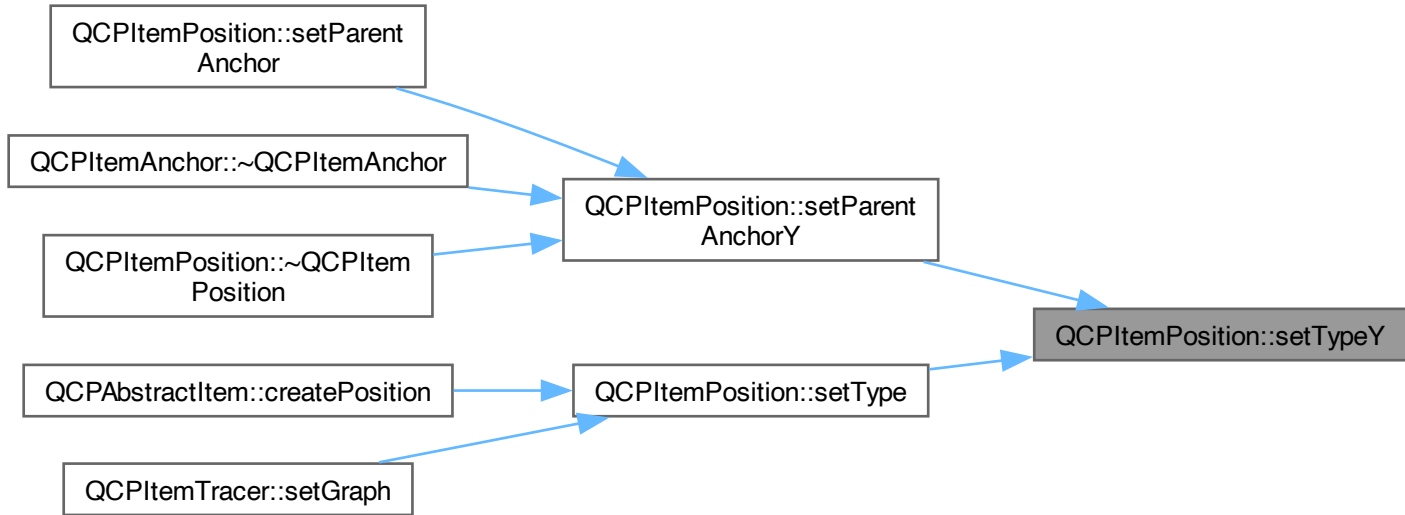 QCPItemPosition::setParent
Anchor
QCPItemAnchor::~QCPItemAnchor
QCPItemPosition::setParent
AnchorY
QCPItemPosition::~QCPItem
Position
QCPItemPosition::setTypeY
QCPAbstractItem::createPosition
QCPItemPosition::setType
QCPItemTracer::setGraph